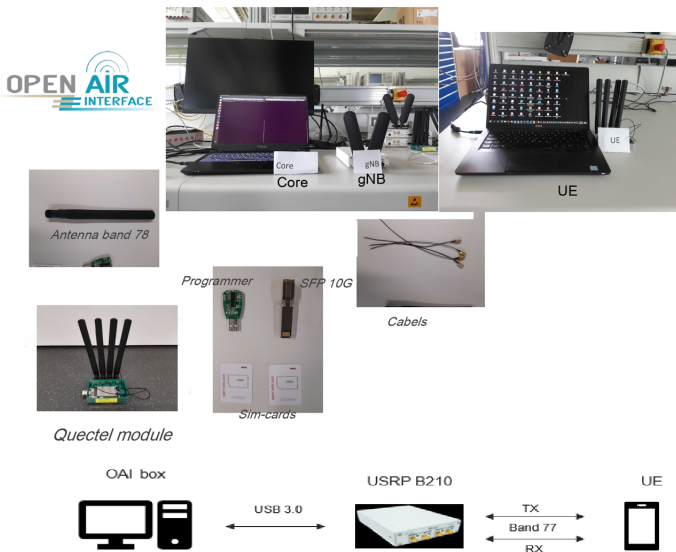 OPEN AIR
INTERFACE
Core
gNB
Core
gNB
UE
UE
Antenna band 78
Programmer
SFP 10G
Cabels
Sim-cards
Quectel module
OAI box
USRP B210
UE
USB 3.0
TX
Band 77
RX